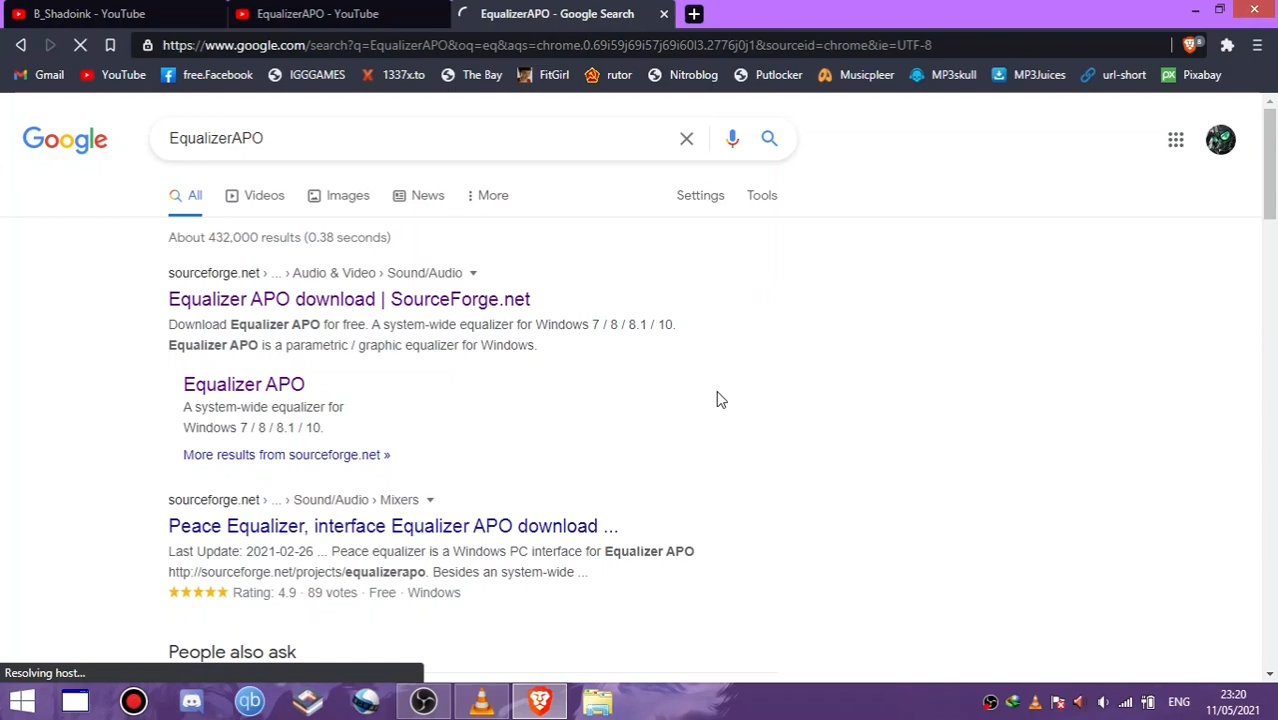 B_Shadoink - YouTube
EqualizerAPO - YouTube
EqualizerAPO - Google Search
https://www.google.com/search?q=EqualizerAPO&oq=eq&aqs=chrome.0.69i59j69i57j69i60l3.2776j0j1&sourceid=chrome&ie=UTF-8
8
Gmail YouTube free.Facebook IGGGAMES 1337x.to The Bay FitGirl rutor Nitroblog Putlocker Musicpleer MP3skull MP3Juices url-short Pixabay
Google
EqualizerAPO
All Videos Images News More Settings Tools
About 432,000 results (0.38 seconds)
sourceforge.net › ... › Audio & Video › Sound/Audio
Equalizer APO download | SourceForge.net
Download Equalizer APO for free. A system-wide equalizer for Windows 7 / 8 / 8.1 / 10.
Equalizer APO is a parametric / graphic equalizer for Windows.
Equalizer APO
A system-wide equalizer for
Windows 7 / 8 / 8.1 / 10.
More results from sourceforge.net »
sourceforge.net › ... › Sound/Audio › Mixers
Peace Equalizer, interface Equalizer APO download ...
Last Update: 2021-02-26 ... Peace equalizer is a Windows PC interface for Equalizer APO
http://sourceforge.net/projects/equalizerapo. Besides an system-wide ...
Rating: 4.9 · 89 votes · Free · Windows
People also ask
Resolving host...
qb
ENG
23:20
11/05/2021